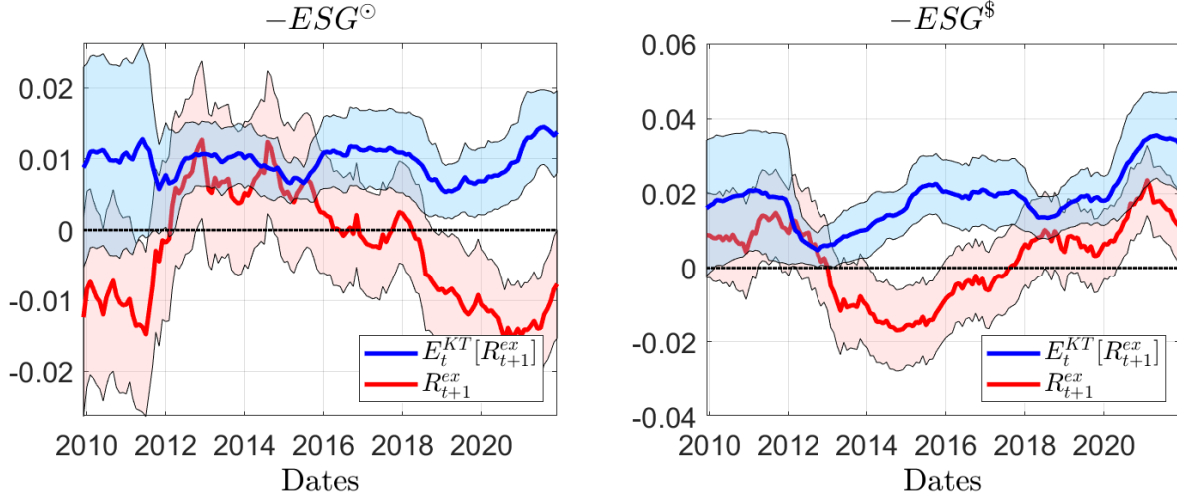 −ESG^⊙
0.02
0.01
0
-0.01
-0.02
2010 2012 2014 2016 2018 2020
Dates
E_t^{KT}[R_{t+1}^{ex}]
R_{t+1}^{ex}
−ESG^$
0.06
0.04
0.02
0
-0.02
-0.04
2010 2012 2014 2016 2018 2020
Dates
E_t^{KT}[R_{t+1}^{ex}]
R_{t+1}^{ex}